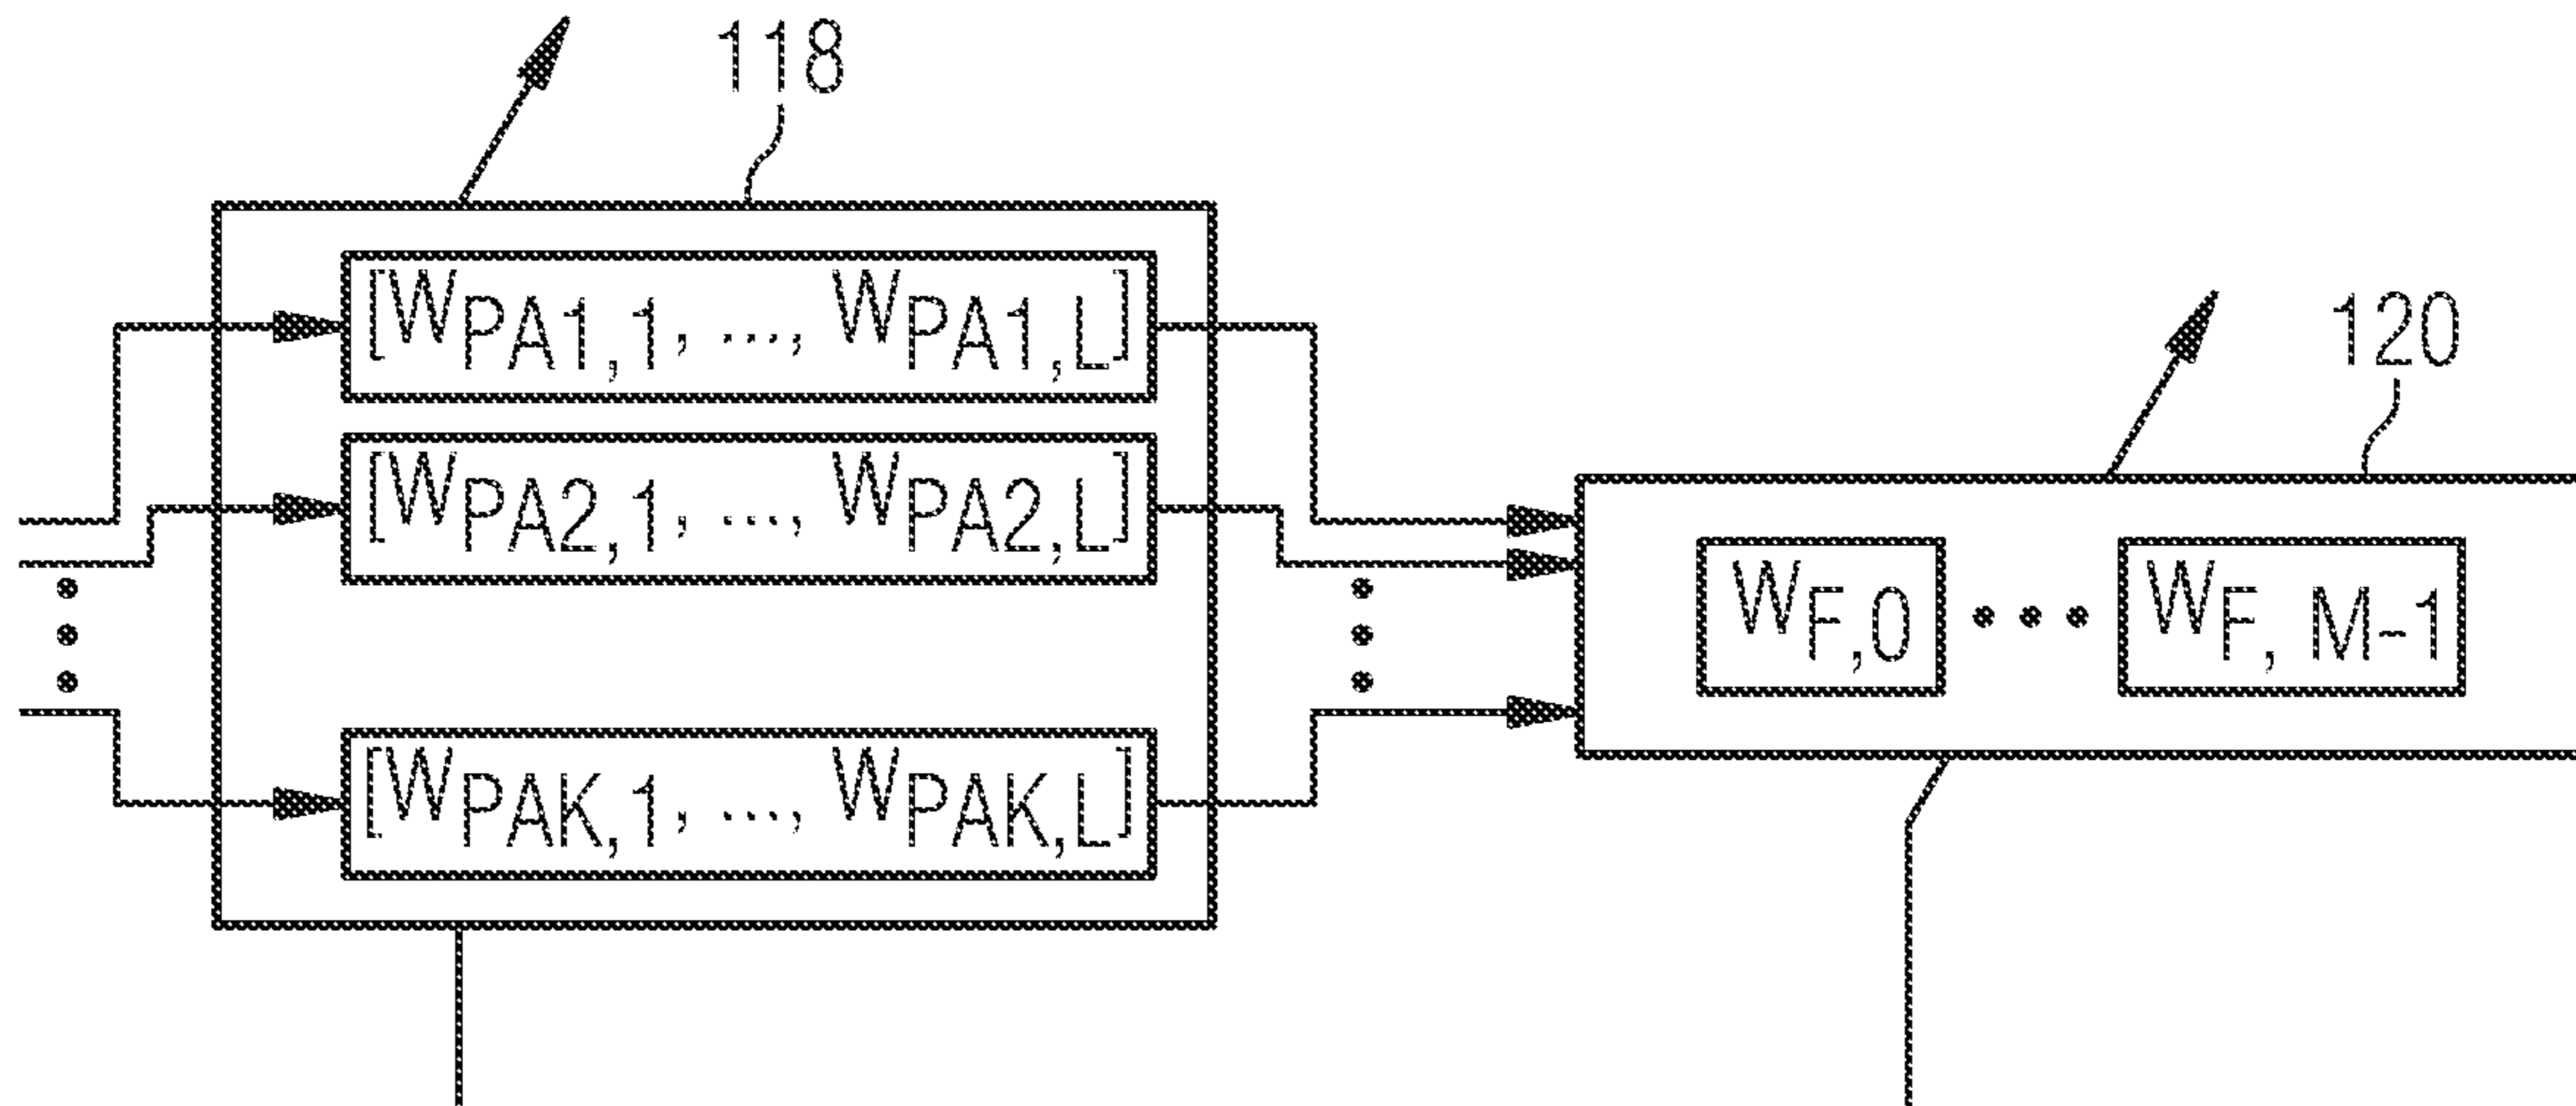 118
[WPA1,1, ..., WPA1,L]
120
[WPA2,1, ..., WPA2,L]
WF,0 ... WF, M-1
[WPAK,1, ..., WPAK,L]